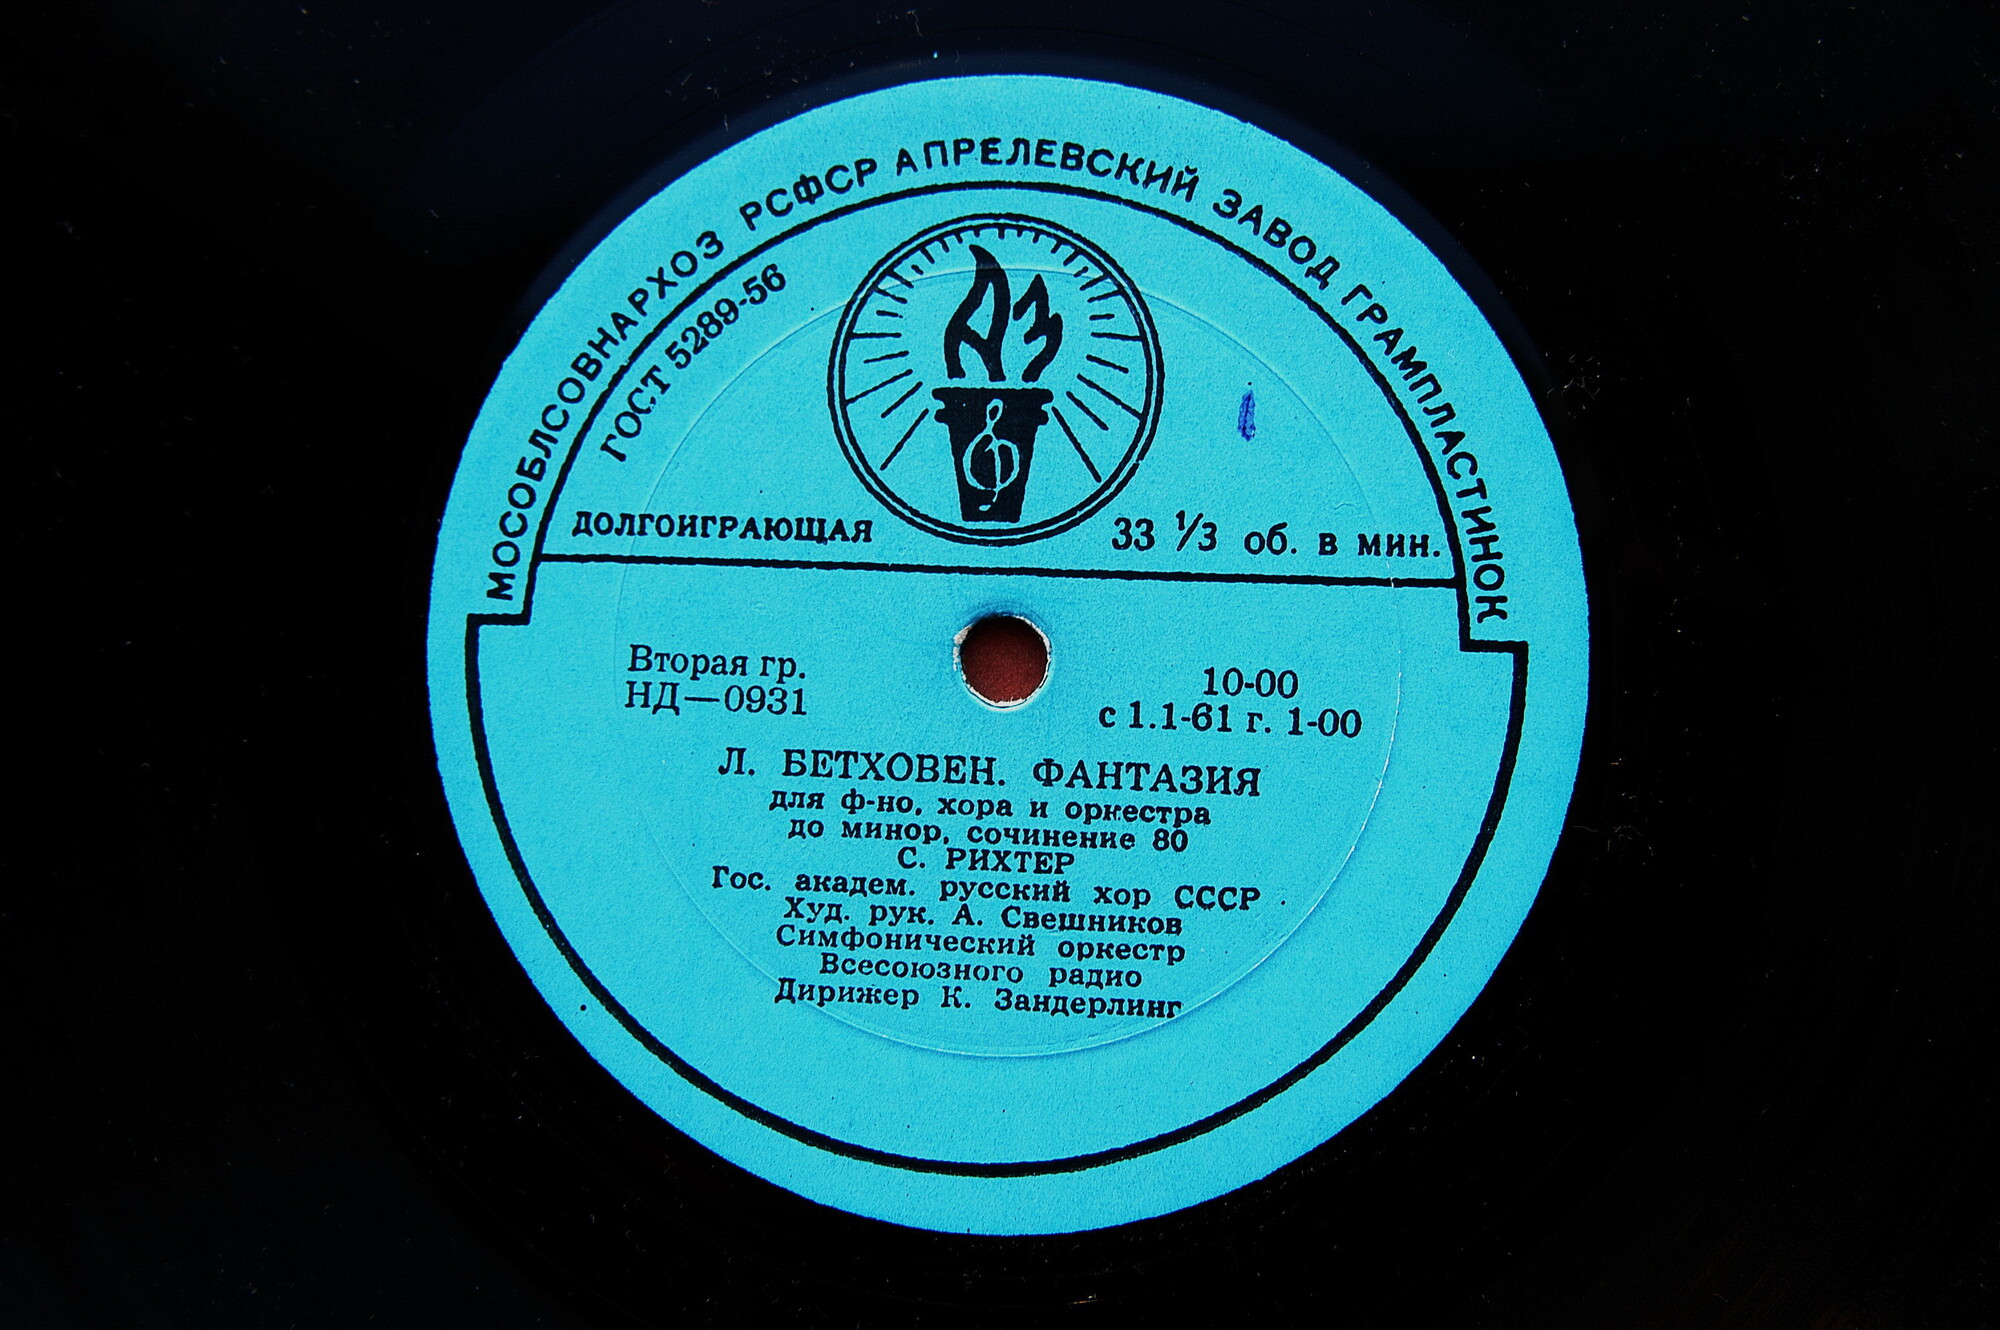 МОСОБЛСОВНАРХОЗ РСФСР АПРЕЛЕВСКИЙ ЗАВОД ГРАМПЛАСТИНОК
ГОСТ 5289-56
АЗ
ДОЛГОИГРАЮЩАЯ
33 1/3 об. в мин.
Вторая гр.
НД—0931
10-00
с 1.1-61 г. 1-00
Л. БЕТХОВЕН. ФАНТАЗИЯ
для ф-но, хора и оркестра
до минор, сочинение 80
С. РИХТЕР
Гос. академ. русский хор СССР
Худ. рук. А. Свешников
Симфонический оркестр
Всесоюзного радио
Дирижер К. Зандерлинг